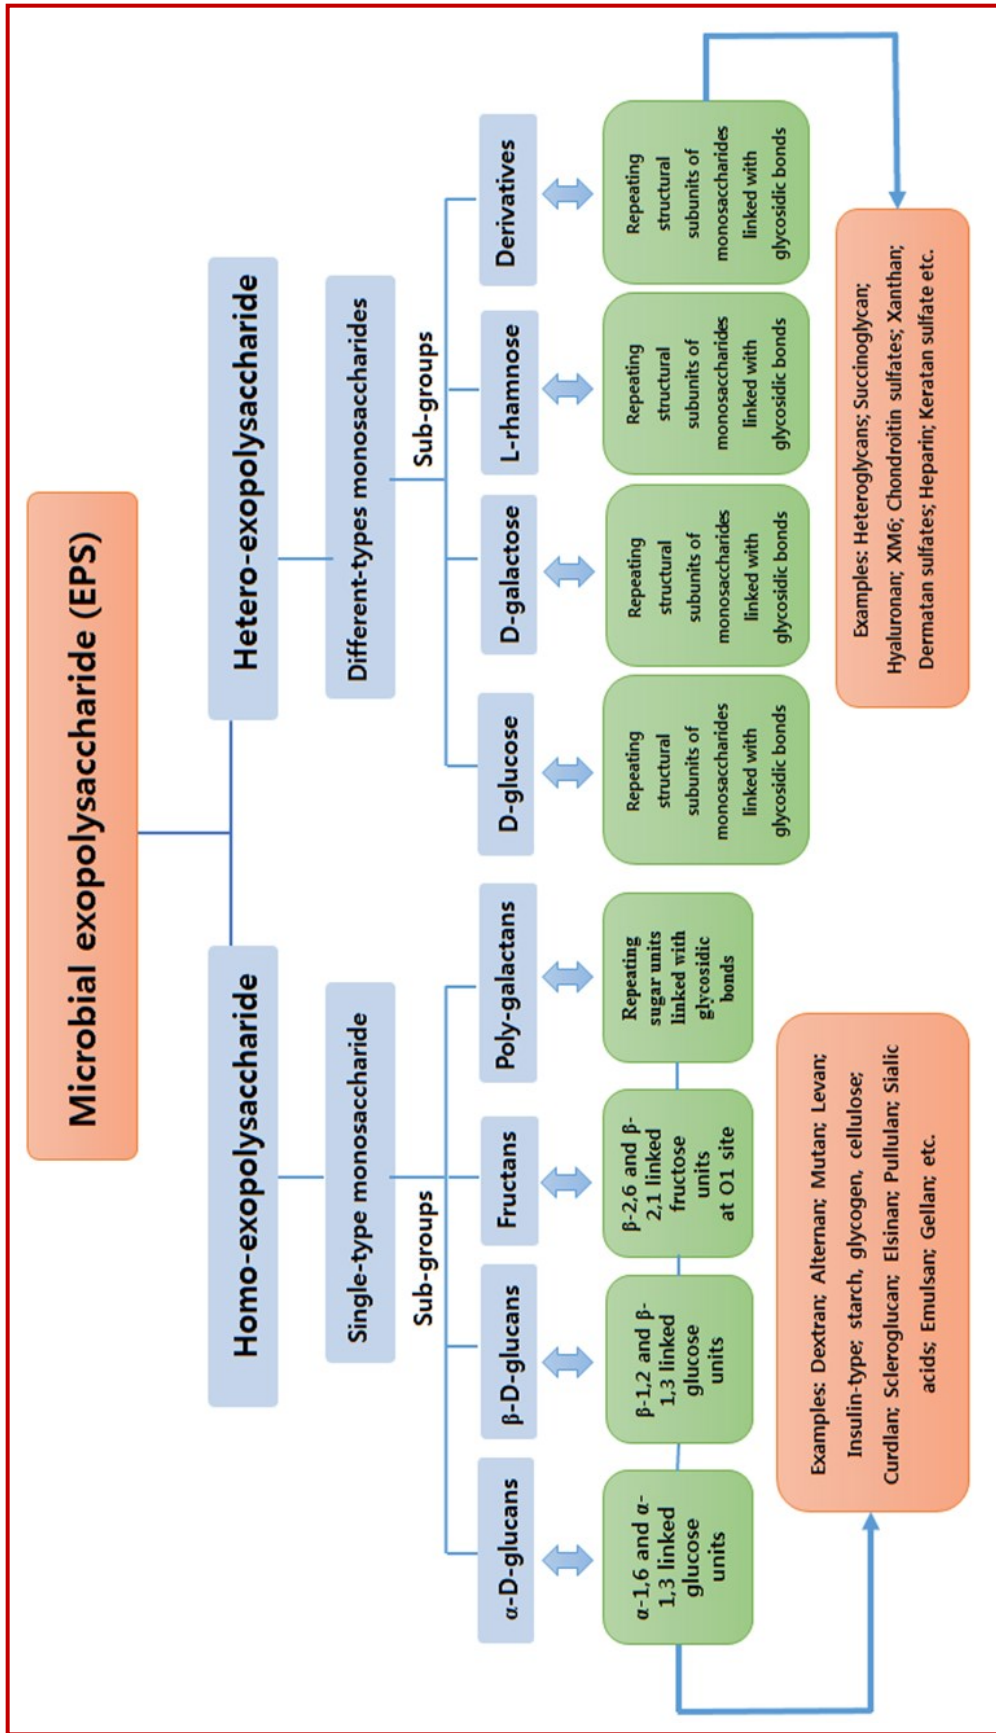 Microbial exopolysaccharide (EPS)
Homo-exopolysaccharide
Hetero-exopolysaccharide
Single-type monosaccharide
Different-types monosaccharides
Sub-groups
Sub-groups
α-D-glucans
β-D-glucans
Fructans
Poly-galactans
D-glucose
D-galactose
L-rhamnose
Derivatives
α-1,6 and α-
1,3 linked
glucose
units
β-1,2 and β-
1,3 linked
glucose
units
β-2,6 and β-
2,1 linked
fructose
units
at O1 site
Repeating
sugar units
linked with
glycosidic
bonds
Repeating
structural
subunits of
monosaccharides
linked with
glycosidic bonds
Repeating
structural
subunits of
monosaccharides
linked with
glycosidic bonds
Repeating
structural
subunits of
monosaccharides
linked with
glycosidic bonds
Repeating
structural
subunits of
monosaccharides
linked with
glycosidic bonds
Examples: Dextran; Alternan; Mutan; Levan;
Insulin-type; starch, glycogen, cellulose;
Curdlan; Scleroglucan; Elsinan; Pullulan; Sialic
acids; Emulsan; Gellan; etc.
Examples: Heteroglycans; Succinoglycan;
Hyaluronan; XM6; Chondroitin sulfates; Xanthan;
Dermatan sulfates; Heparin; Keratan sulfate etc.